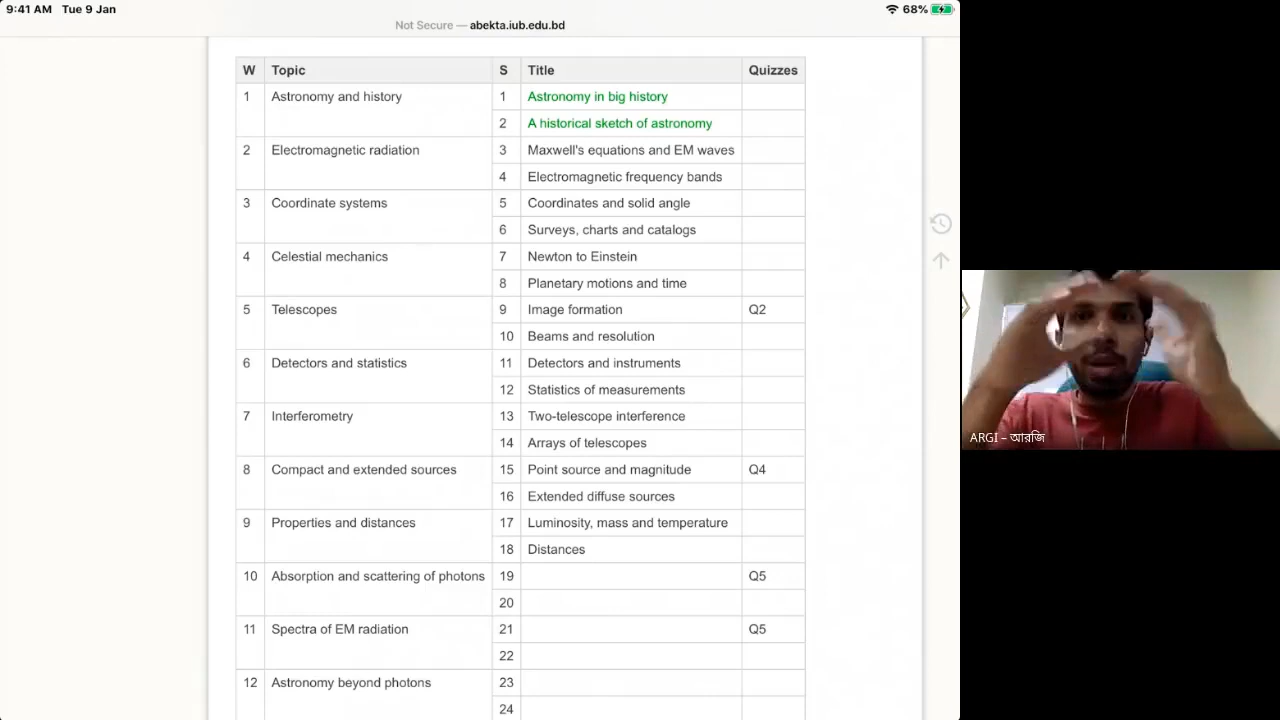 9:41 AM Tue 9 Jan
68%
Not Secure — abekta.iub.edu.bd
W Topic S Title Quizzes
1 Astronomy and history 1 Astronomy in big history
2 A historical sketch of astronomy
2 Electromagnetic radiation 3 Maxwell's equations and EM waves
4 Electromagnetic frequency bands
3 Coordinate systems 5 Coordinates and solid angle
6 Surveys, charts and catalogs
4 Celestial mechanics 7 Newton to Einstein
8 Planetary motions and time
5 Telescopes 9 Image formation Q2
10 Beams and resolution
6 Detectors and statistics 11 Detectors and instruments
12 Statistics of measurements
7 Interferometry 13 Two-telescope interference
14 Arrays of telescopes
8 Compact and extended sources 15 Point source and magnitude Q4
16 Extended diffuse sources
9 Properties and distances 17 Luminosity, mass and temperature
18 Distances
10 Absorption and scattering of photons 19 Q5
20
11 Spectra of EM radiation 21 Q5
22
12 Astronomy beyond photons 23
24
ARGI – আরজি